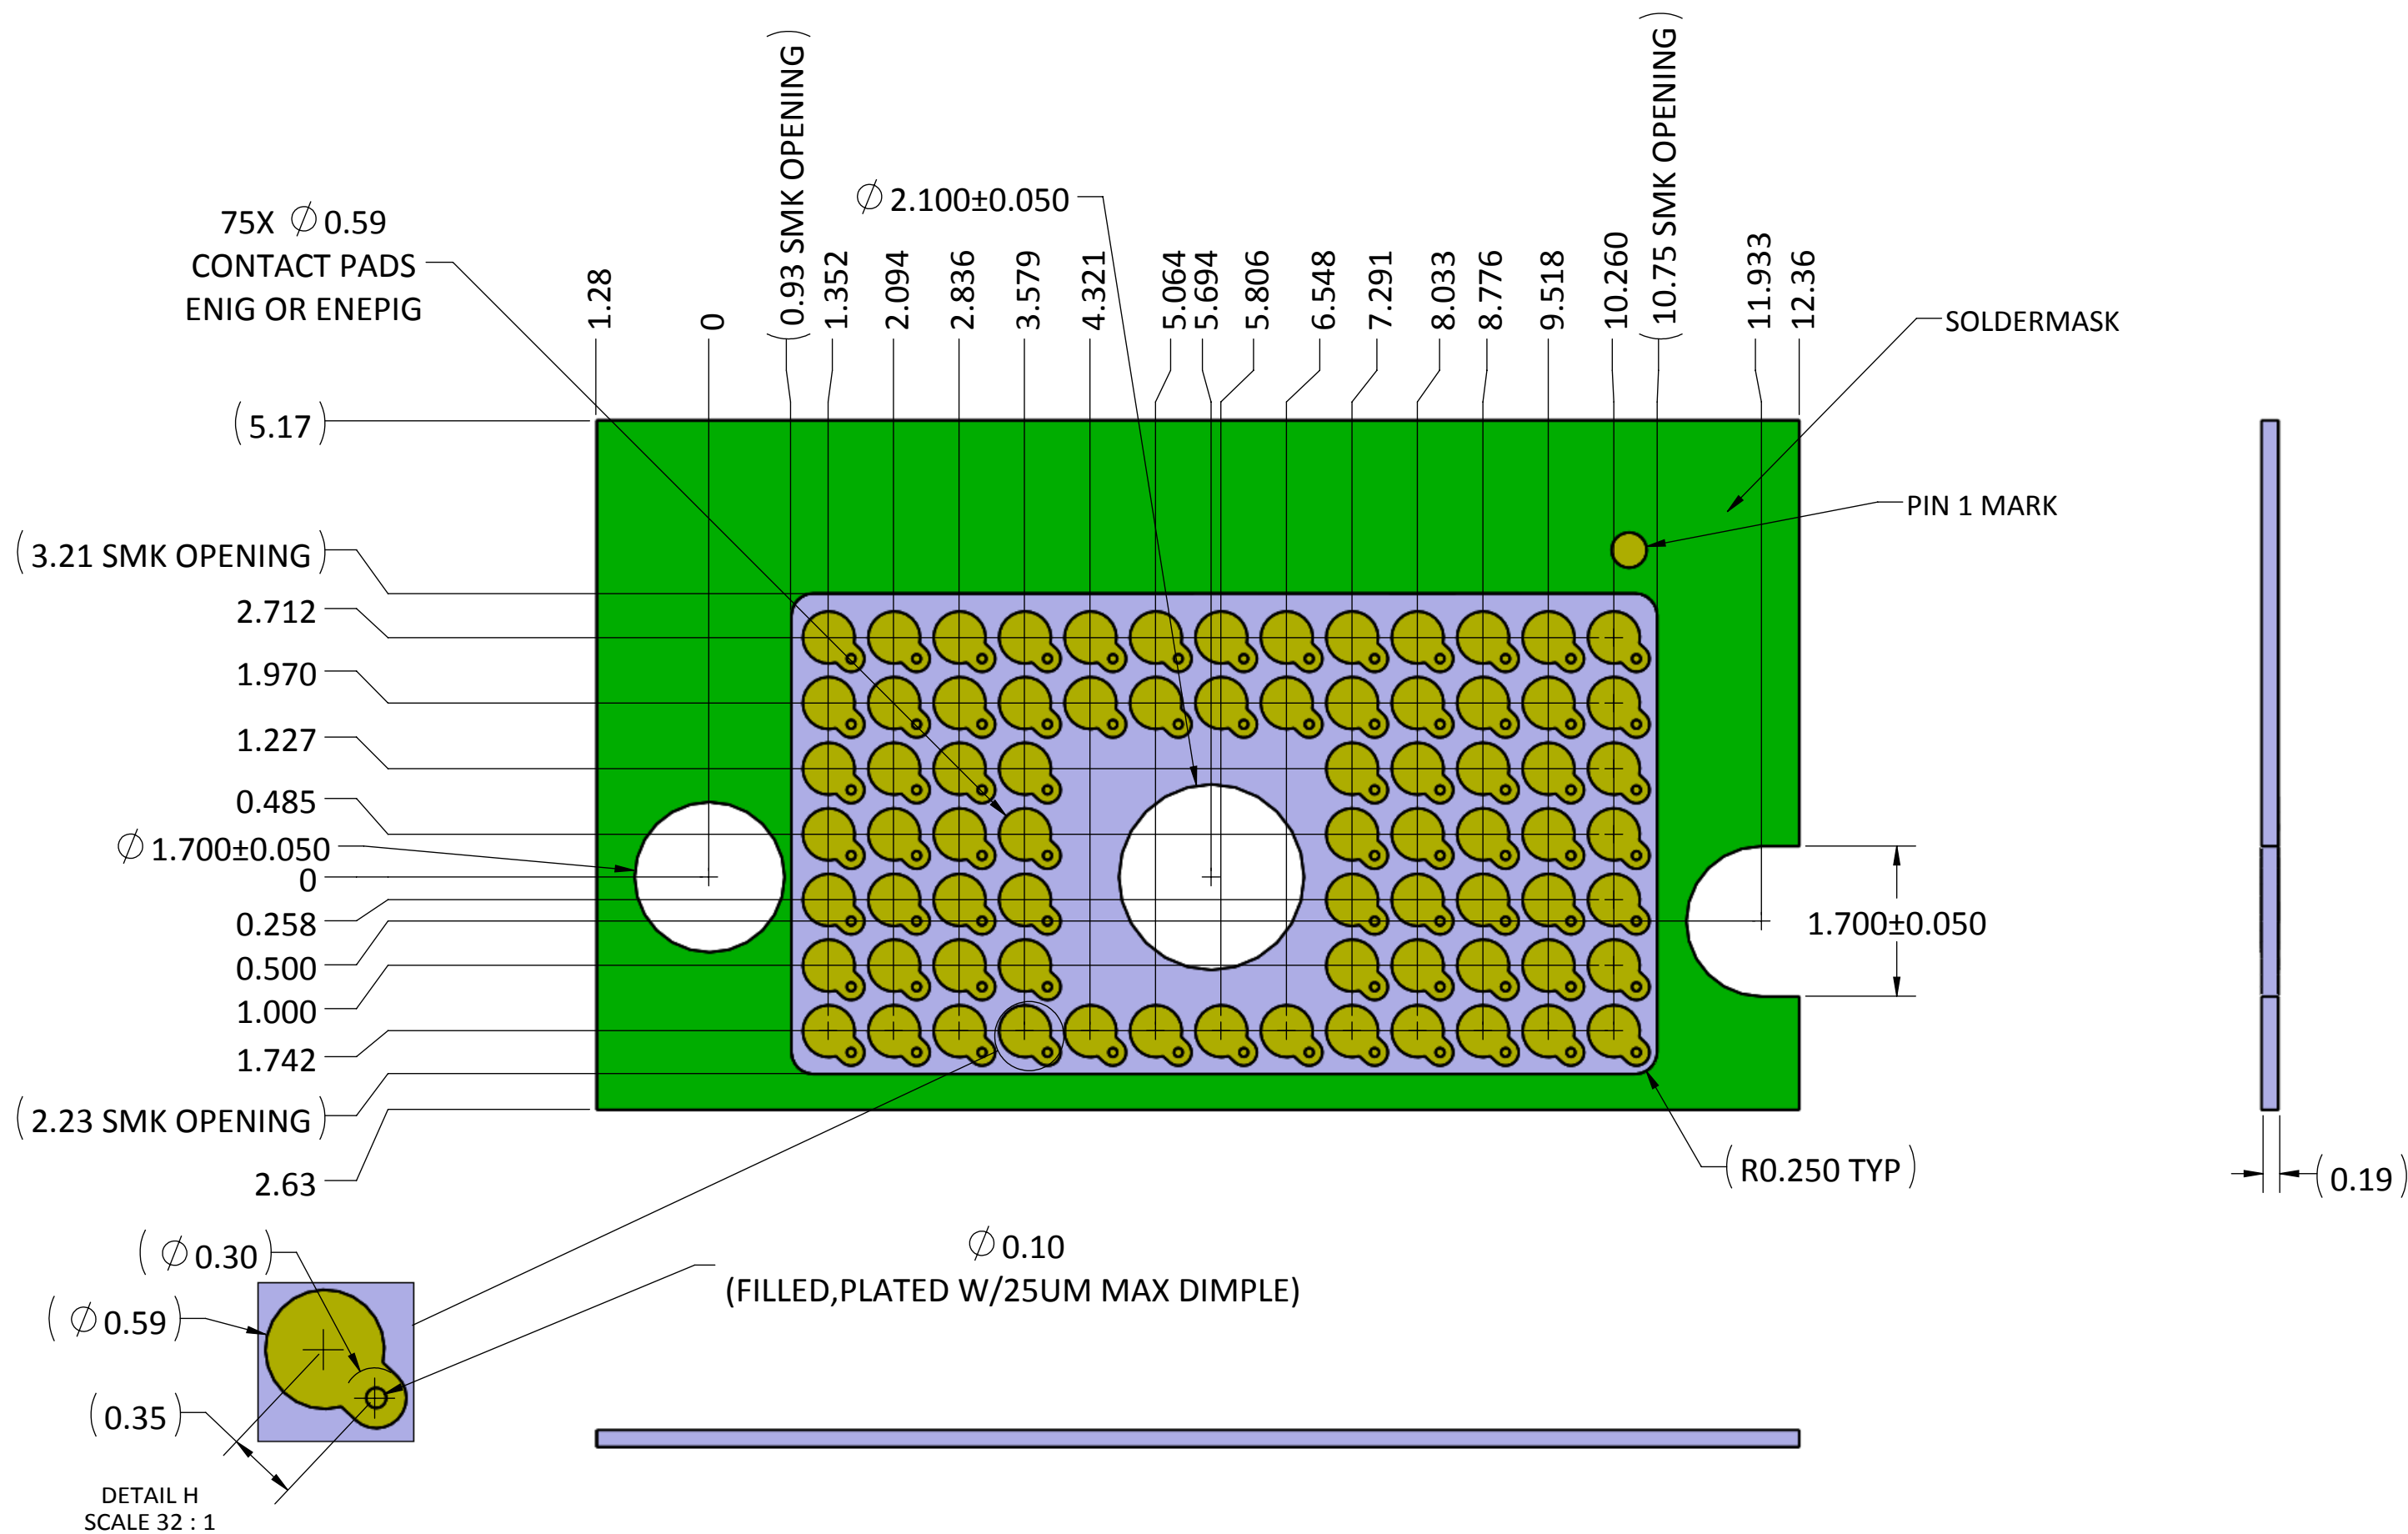 75X ∅ 0.59
CONTACT PADS
ENIG OR ENEPIG
∅ 2.100±0.050
1.28
0
(0.93 SMK OPENING)
1.352
2.094
2.836
3.579
4.321
5.064
5.694
5.806
6.548
7.291
8.033
8.776
9.518
10.260
(10.75 SMK OPENING)
11.933
12.36
SOLDERMASK
PIN 1 MARK
(5.17)
(3.21 SMK OPENING)
2.712
1.970
1.227
0.485
∅ 1.700±0.050
0
0.258
0.500
1.000
1.742
(2.23 SMK OPENING)
2.63
1.700±0.050
(R0.250 TYP)
(0.19)
(∅ 0.30)
(∅ 0.59)
(0.35)
∅ 0.10
(FILLED,PLATED W/25UM MAX DIMPLE)
DETAIL H
SCALE 32 : 1